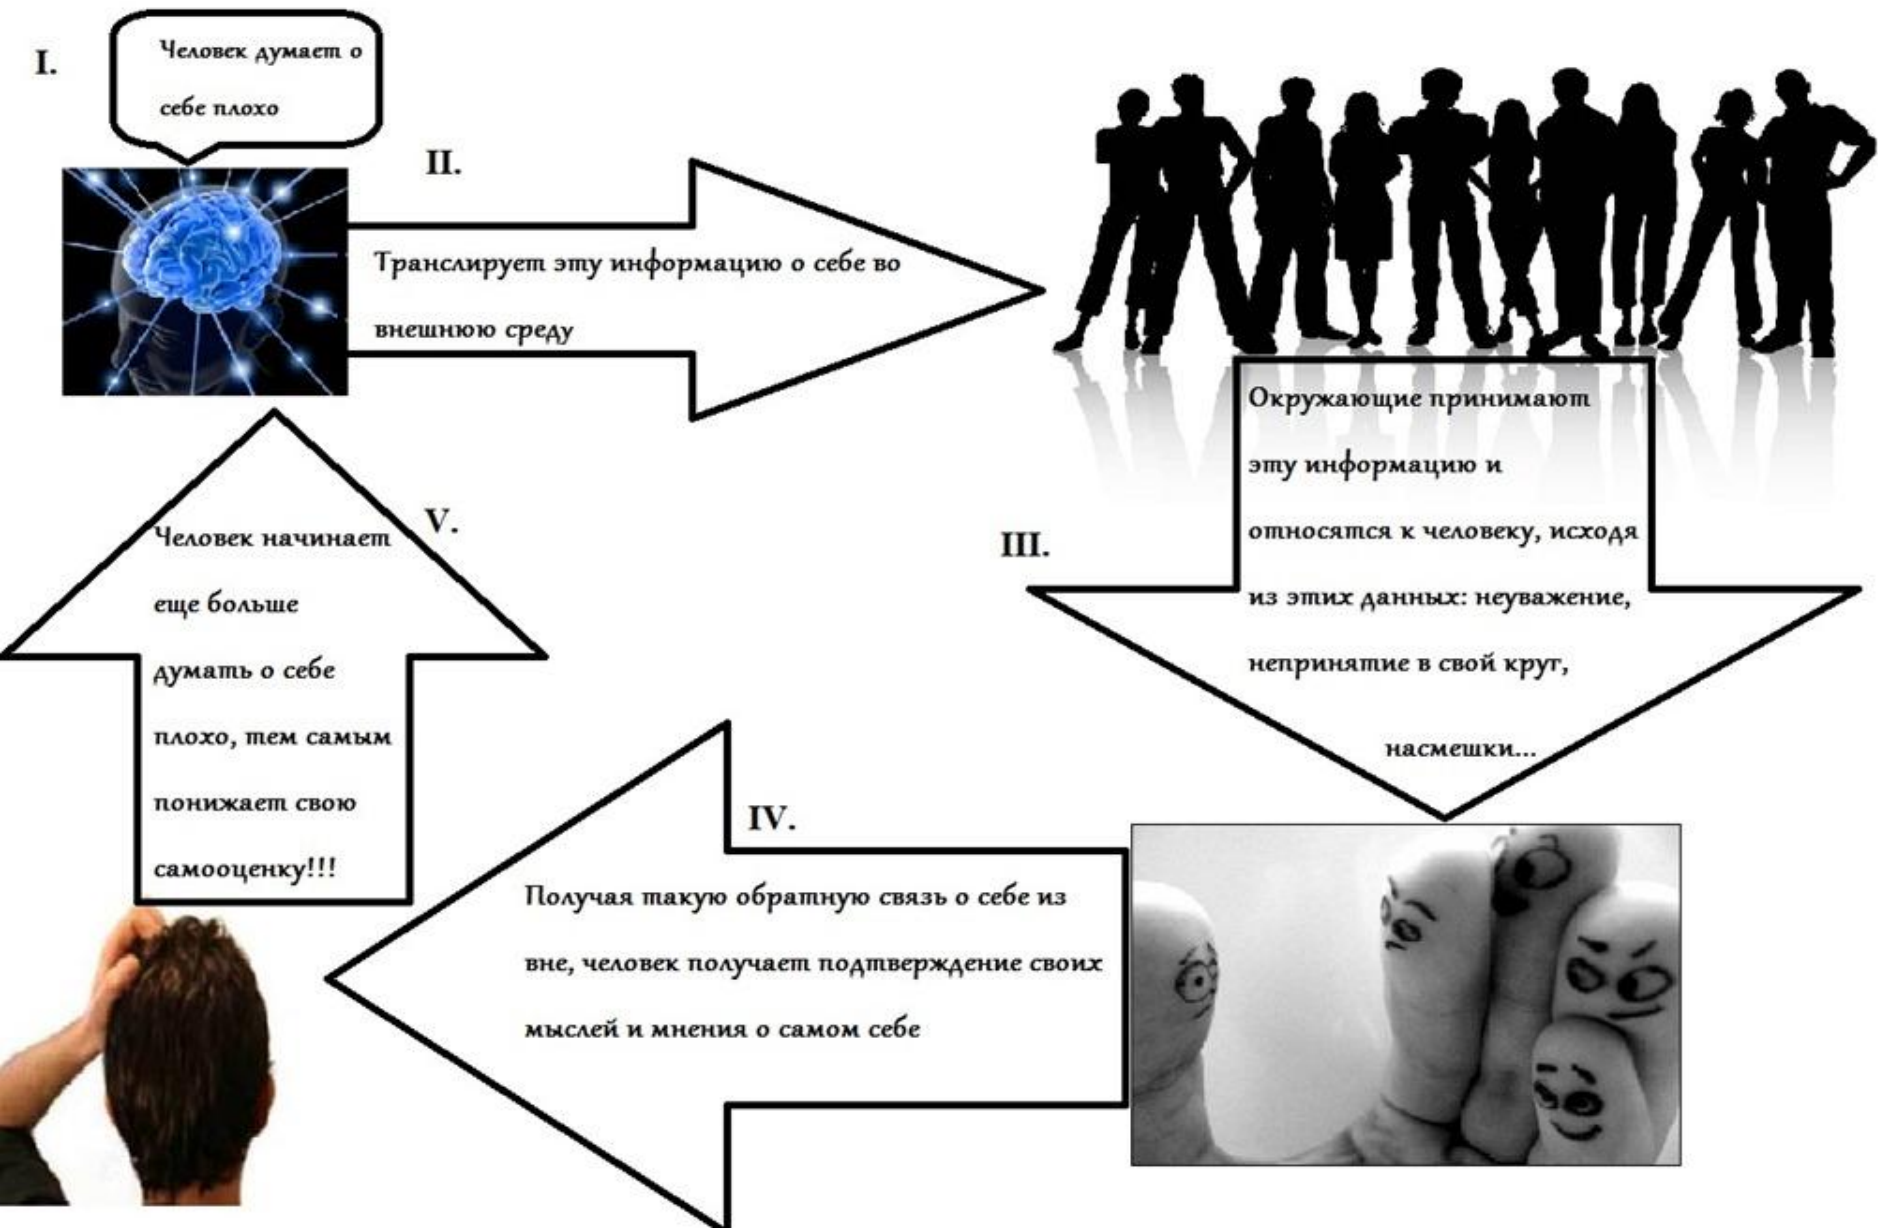 I.
Человек думает о
себе плохо
II.
Транслирует эту информацию о себе во
внешнюю среду
Окружающие принимают
эту информацию и
относятся к человеку, исходя
из этих данных: неуважение,
непринятие в свой круг,
насмешки...
III.
IV.
Получая такую обратную связь о себе из
вне, человек получает подтверждение своих
мыслей и мнения о самом себе
V.
Человек начинает
еще больше
думать о себе
плохо, тем самым
понижает свою
самооценку!!!